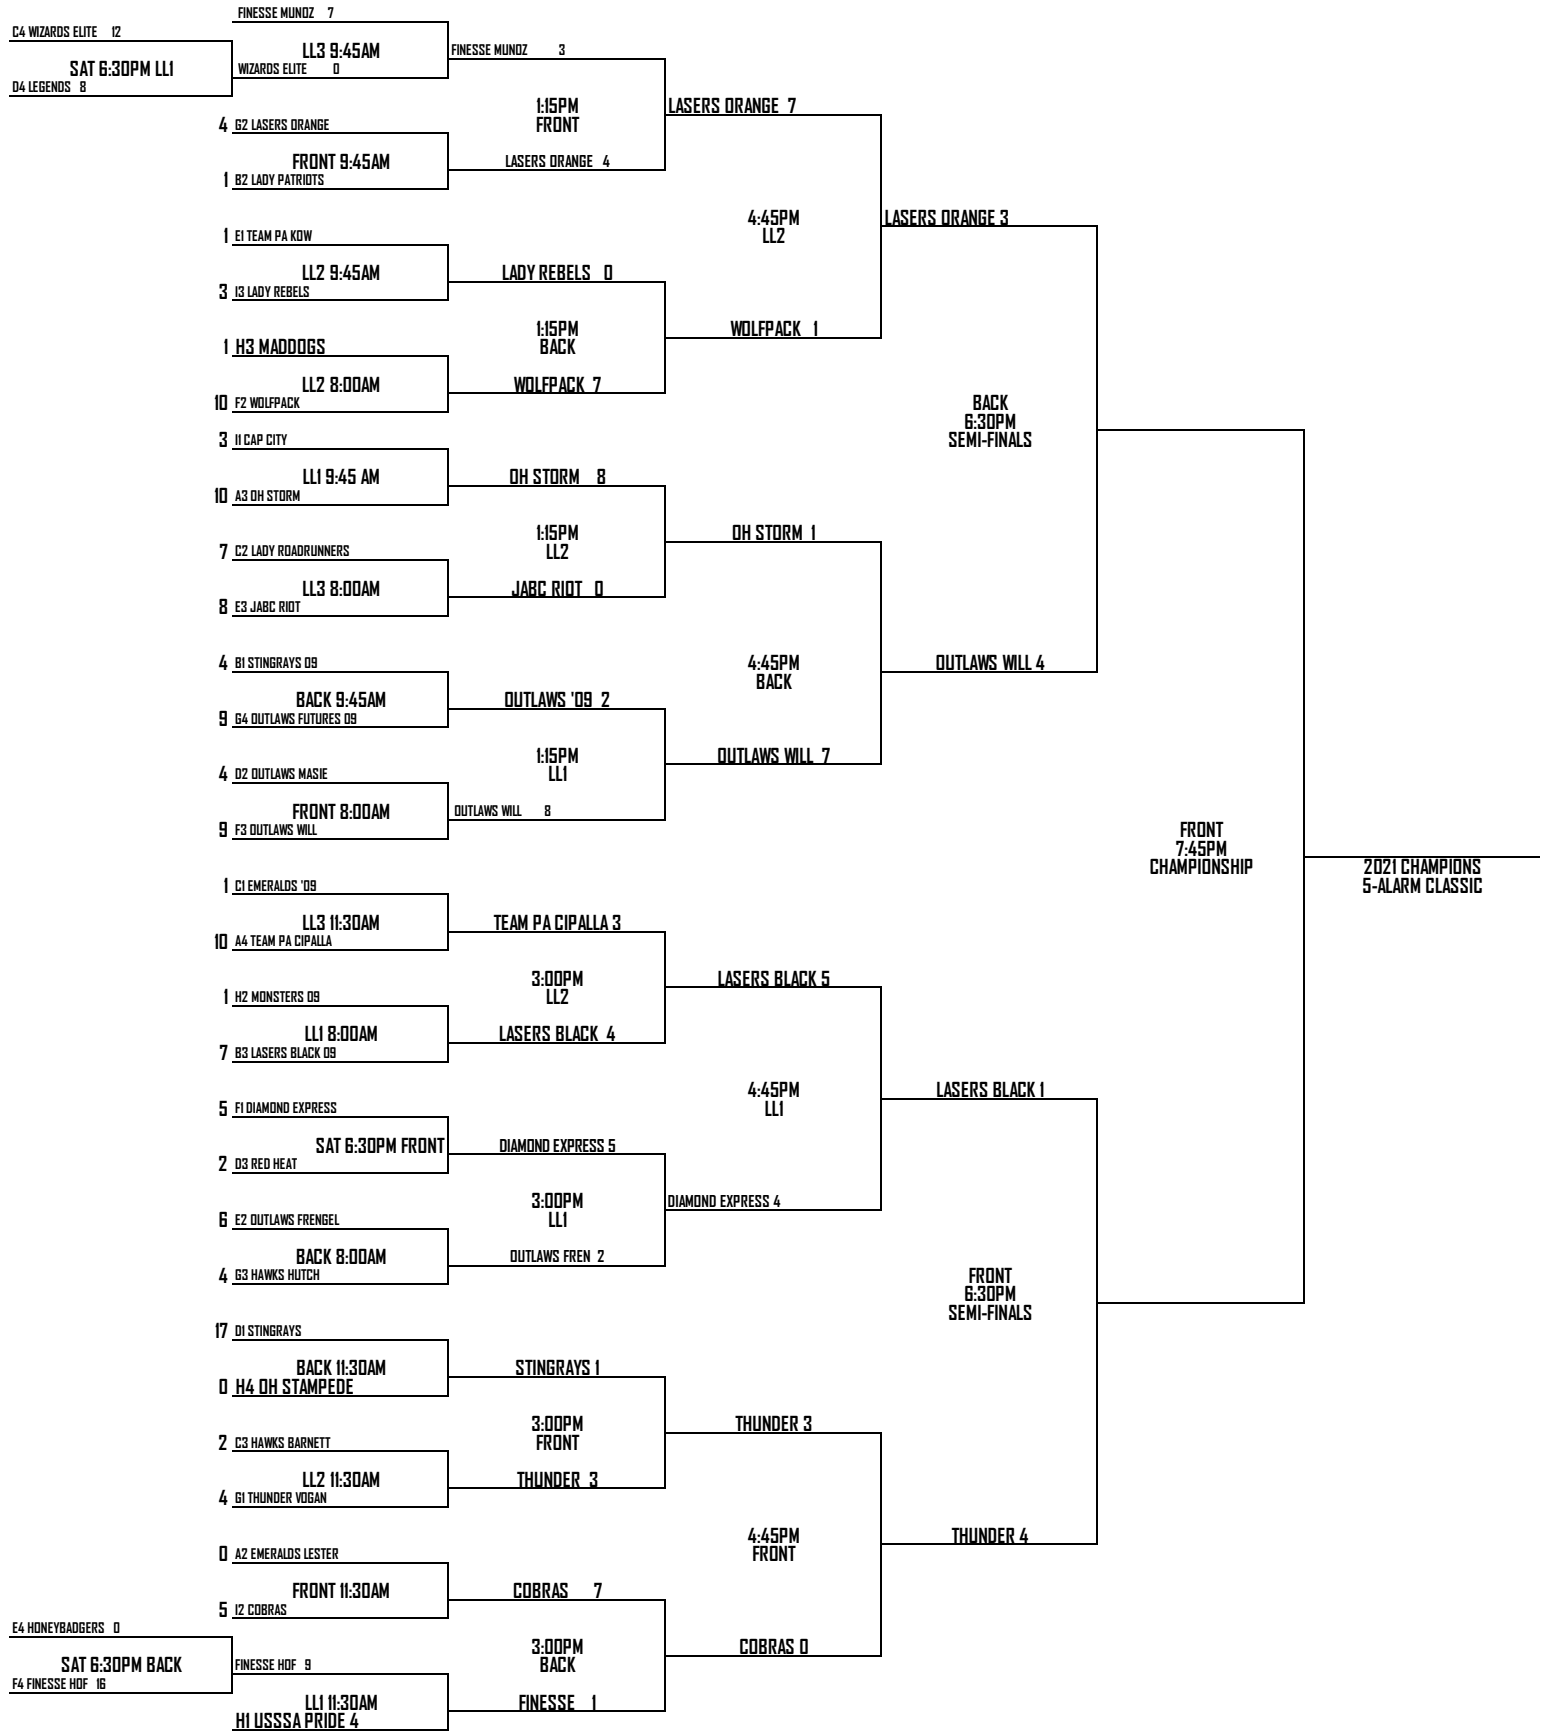 FINESSE MUNOZ 7
C4 WIZARDS ELITE 12
LL3 9:45AM
FINESSE MUNOZ 3
SAT 6:30PM LL1
WIZARDS ELITE 0
D4 LEGENDS 8
1:15PM
FRONT
LASERS ORANGE 7
4 G2 LASERS ORANGE
FRONT 9:45AM
LASERS ORANGE 4
1 B2 LADY PATRIOTS
4:45PM
LL2
LASERS ORANGE 3
1 E1 TEAM PA KOW
LL2 9:45AM
LADY REBELS 0
3 I3 LADY REBELS
1:15PM
BACK
WOLFPACK 1
1 H3 MADDOGS
LL2 8:00AM
WOLFPACK 7
10 F2 WOLFPACK
BACK
6:30PM
SEMI-FINALS
3 I1 CAP CITY
LL1 9:45 AM
OH STORM 8
10 A3 OH STORM
1:15PM
LL2
OH STORM 1
7 C2 LADY ROADRUNNERS
LL3 8:00AM
JABC RIOT 0
8 E3 JABC RIOT
4 B1 STINGRAYS 09
4:45PM
BACK
OUTLAWS WILL 4
BACK 9:45AM
OUTLAWS '09 2
9 G4 OUTLAWS FUTURES 09
1:15PM
LL1
OUTLAWS WILL 7
4 D2 OUTLAWS MASIE
FRONT 8:00AM
OUTLAWS WILL 8
9 F3 OUTLAWS WILL
FRONT
7:45PM
CHAMPIONSHIP
2021 CHAMPIONS
5-ALARM CLASSIC
1 C1 EMERALDS '09
LL3 11:30AM
TEAM PA CIPALLA 3
10 A4 TEAM PA CIPALLA
3:00PM
LL2
LASERS BLACK 5
1 H2 MONSTERS 09
LL1 8:00AM
LASERS BLACK 4
7 B3 LASERS BLACK 09
4:45PM
LL1
LASERS BLACK 1
5 F1 DIAMOND EXPRESS
SAT 6:30PM FRONT
DIAMOND EXPRESS 5
2 D3 RED HEAT
3:00PM
LL1
DIAMOND EXPRESS 4
6 E2 OUTLAWS FRENGEL
BACK 8:00AM
OUTLAWS FREN 2
4 G3 HAWKS HUTCH
FRONT
6:30PM
SEMI-FINALS
17 D1 STINGRAYS
BACK 11:30AM
STINGRAYS 1
0 H4 OH STAMPEDE
3:00PM
FRONT
THUNDER 3
2 C3 HAWKS BARNETT
LL2 11:30AM
THUNDER 3
4 G1 THUNDER VOGAN
4:45PM
FRONT
THUNDER 4
0 A2 EMERALDS LESTER
FRONT 11:30AM
COBRAS 7
5 I2 COBRAS
E4 HONEYBADGERS 0
3:00PM
BACK
COBRAS 0
SAT 6:30PM BACK
FINESSE HOF 9
F4 FINESSE HOF 16
LL1 11:30AM
FINESSE 1
H1 USSSA PRIDE 4